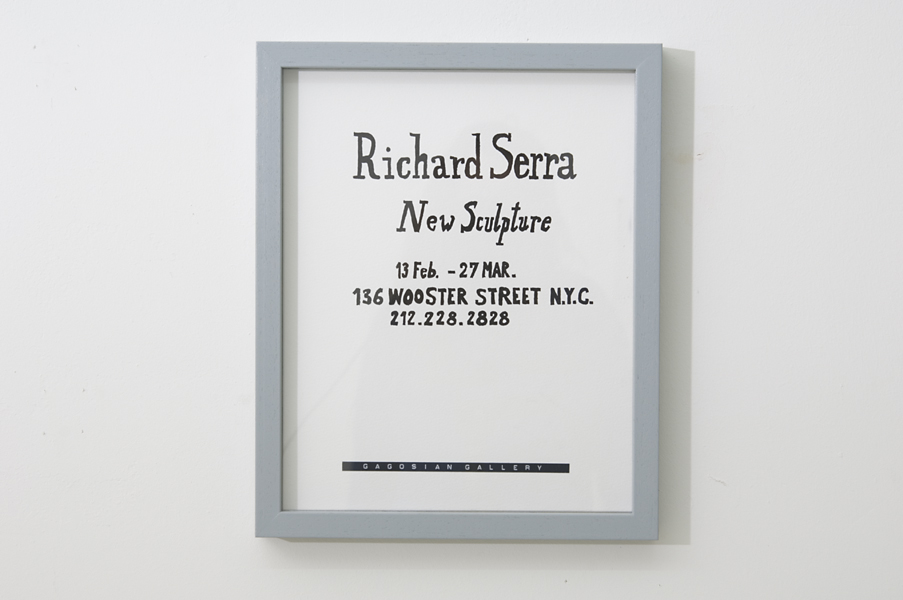 Richard Serra
New Sculpture
13 Feb. - 27 MAR.
136 WOOSTER STREET N.Y.C.
212.228.2828
GAGOSIAN GALLERY